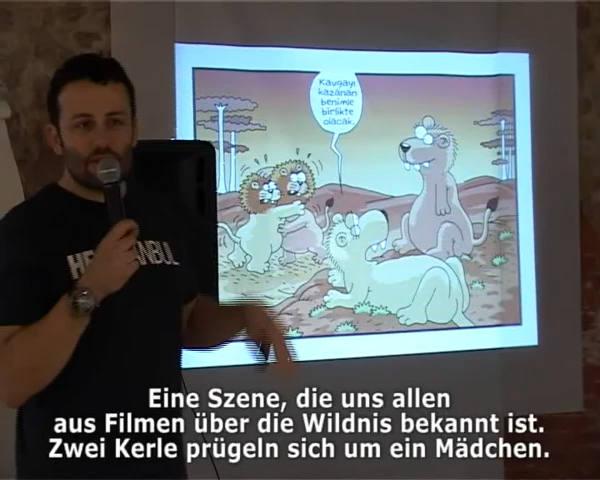 Kavgayı
kazanan
benimle
birlikte
olacak.
Eine Szene, die uns allen
aus Filmen über die Wildnis bekannt ist.
Zwei Kerle prügeln sich um ein Mädchen.